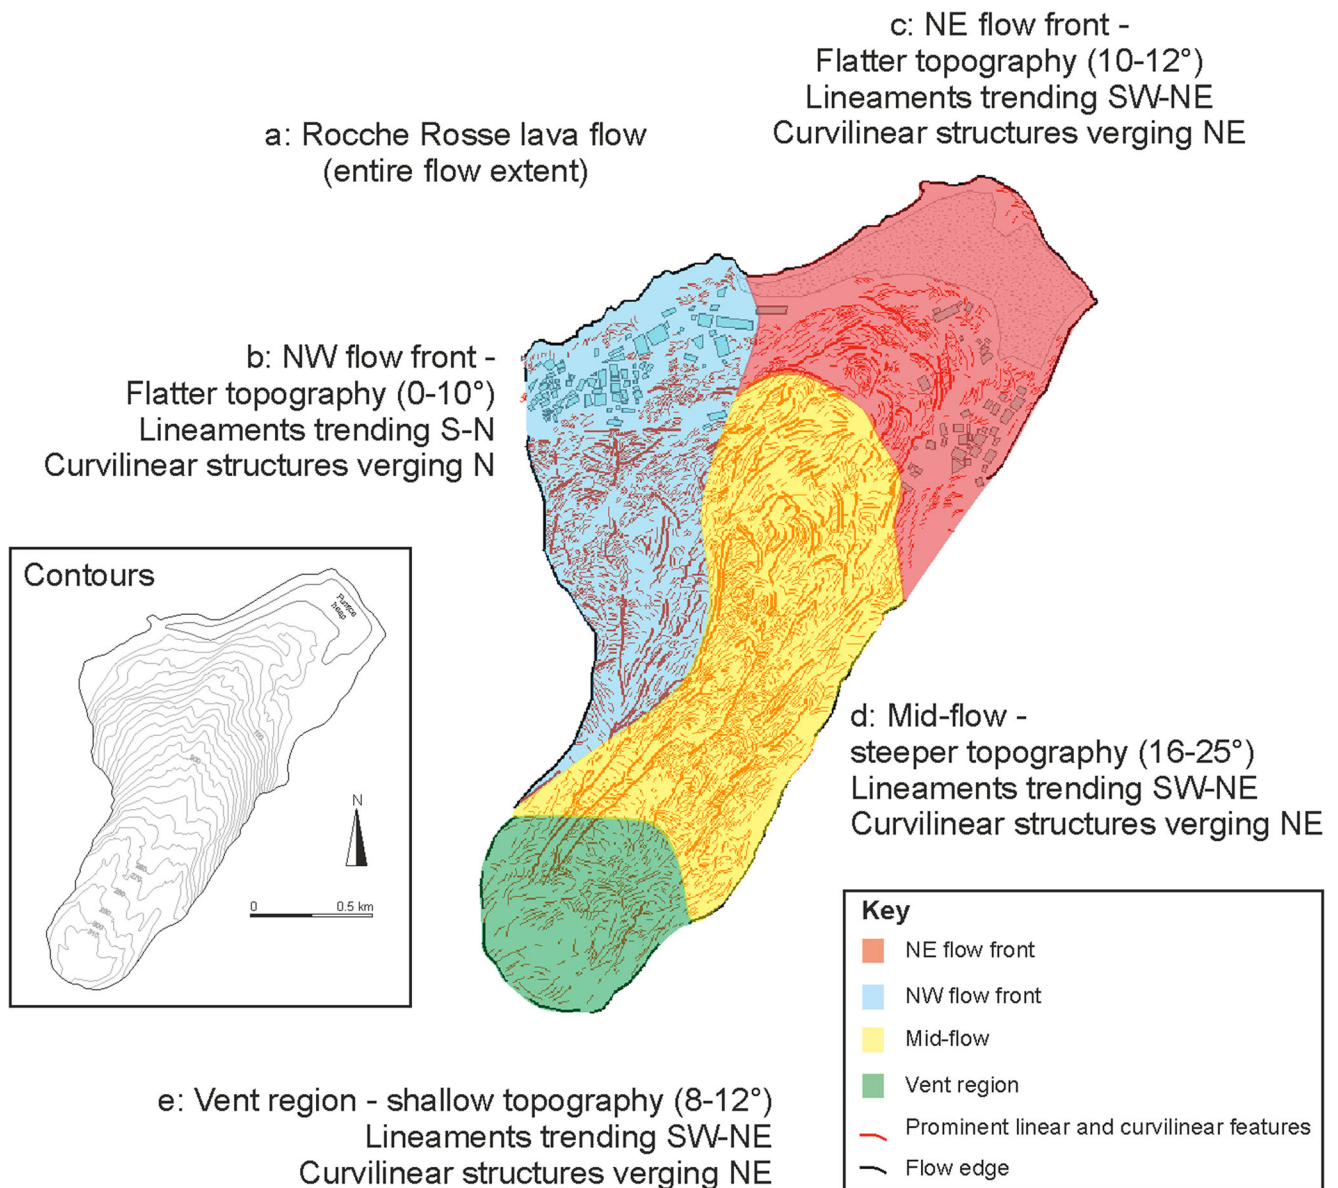 c: NE flow front -
Flatter topography (10-12°)
Lineaments trending SW-NE
Curvilinear structures verging NE
a: Rocche Rosse lava flow
(entire flow extent)
b: NW flow front -
Flatter topography (0-10°)
Lineaments trending S-N
Curvilinear structures verging N
Contours
Pumice
heap
N
0 0.5 km
d: Mid-flow -
steeper topography (16-25°)
Lineaments trending SW-NE
Curvilinear structures verging NE
Key
NE flow front
NW flow front
Mid-flow
Vent region
Prominent linear and curvilinear features
Flow edge
e: Vent region - shallow topography (8-12°)
Lineaments trending SW-NE
Curvilinear structures verging NE